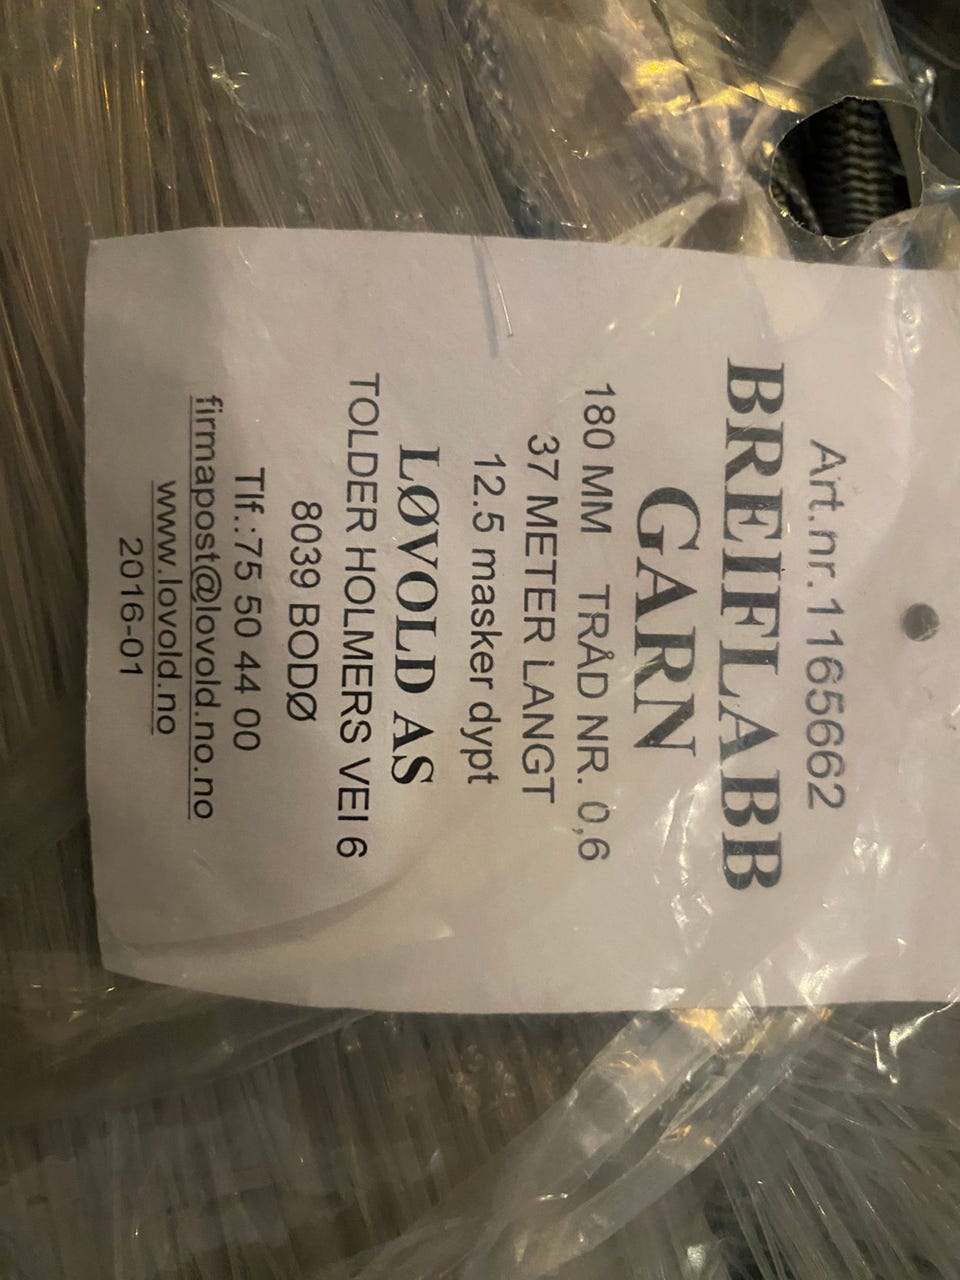 Art.nr. 1165662
BREIFLABB
GARN
180 MM TRÅD NR. 0,6
37 METER LANGT
12.5 masker dypt
LØVOLD AS
TOLDER HOLMERS VEI 6
8039 BODØ
Tlf.:75 50 44 00
firmapost@lovold.no.no
www.lovold.no
2016-01